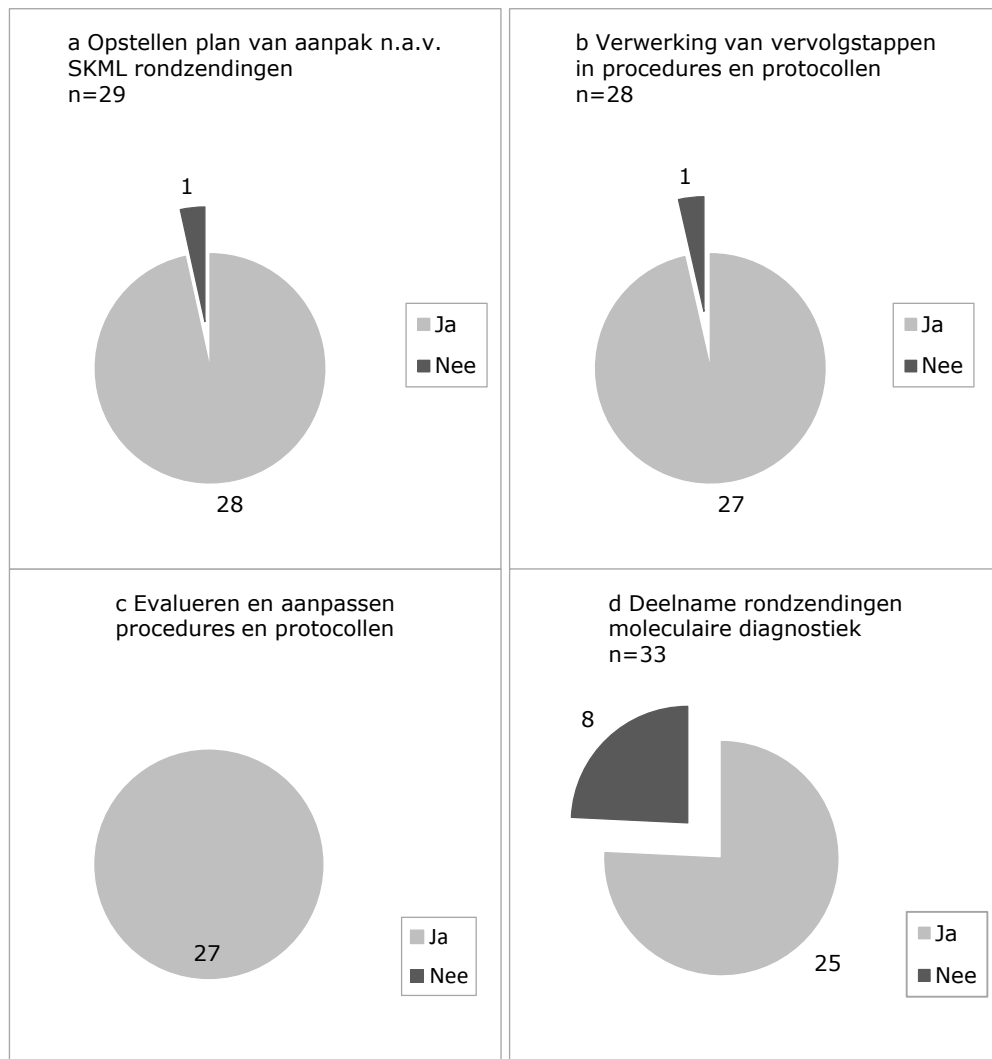 a Opstellen plan van aanpak n.a.v.
SKML rondzendingen
n=29
1
Ja
Nee
28
b Verwerking van vervolgstappen
in procedures en protocollen
n=28
1
Ja
Nee
27
c Evalueren en aanpassen
procedures en protocollen
27
Ja
Nee
d Deelname rondzendingen
moleculaire diagnostiek
n=33
8
Ja
Nee
25